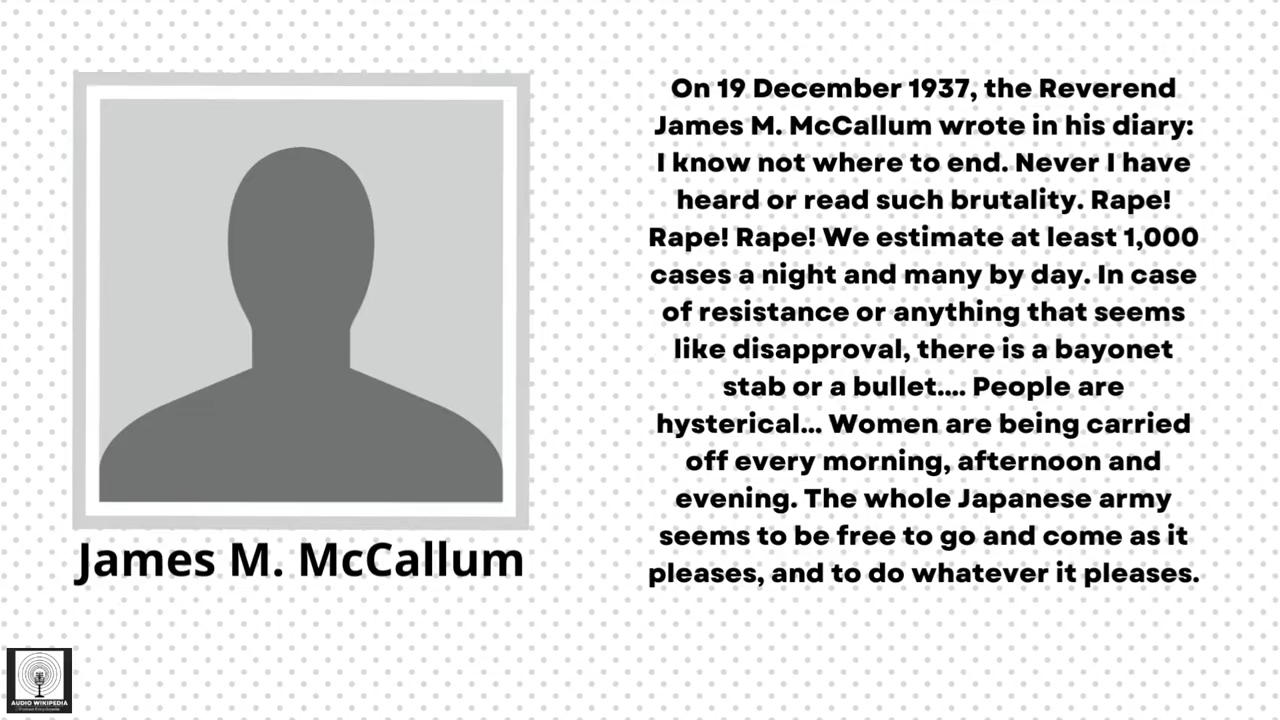 On 19 December 1937, the Reverend
James M. McCallum wrote in his diary:
I know not where to end. Never I have
heard or read such brutality. Rape!
Rape! Rape! We estimate at least 1,000
cases a night and many by day. In case
of resistance or anything that seems
like disapproval, there is a bayonet
stab or a bullet.... People are
hysterical... Women are being carried
off every morning, afternoon and
evening. The whole Japanese army
seems to be free to go and come as it
pleases, and to do whatever it pleases.
James M. McCallum
AUDIO WIKIPEDIA